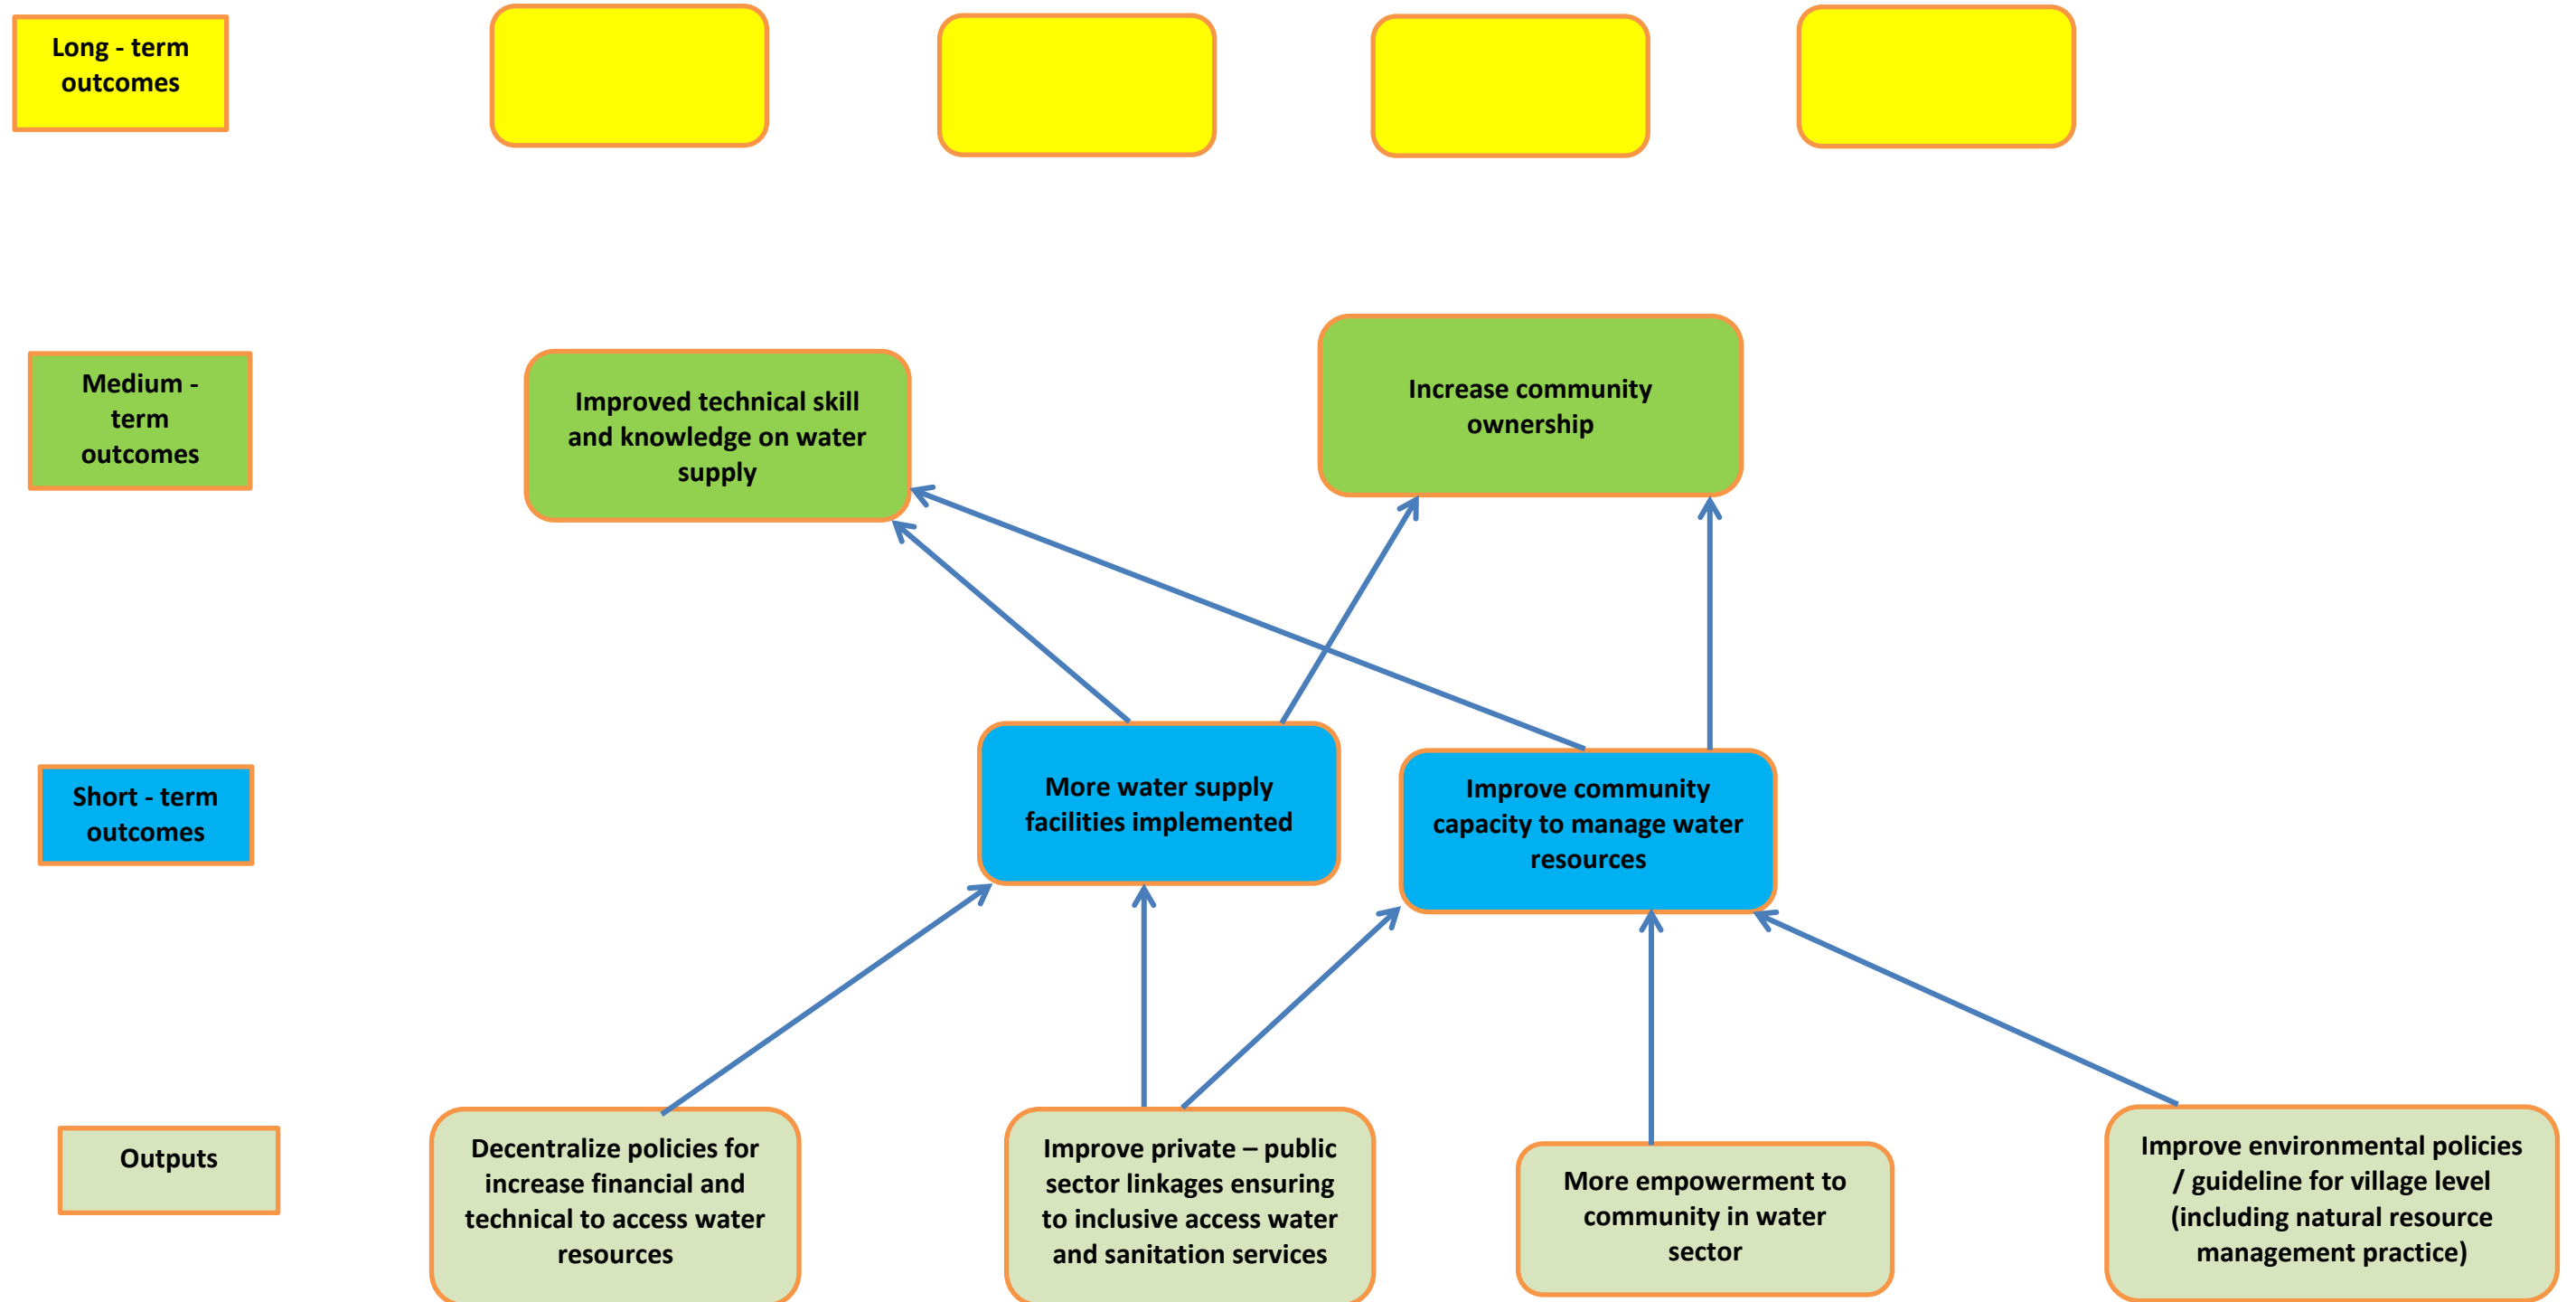 Long - term
outcomes
Medium -
term
outcomes
Improved technical skill
and knowledge on water
supply
Increase community
ownership
Short - term
outcomes
More water supply
facilities implemented
Improve community
capacity to manage water
resources
Outputs
Decentralize policies for
increase financial and
technical to access water
resources
Improve private – public
sector linkages ensuring
to inclusive access water
and sanitation services
More empowerment to
community in water
sector
Improve environmental policies
/ guideline for village level
(including natural resource
management practice)